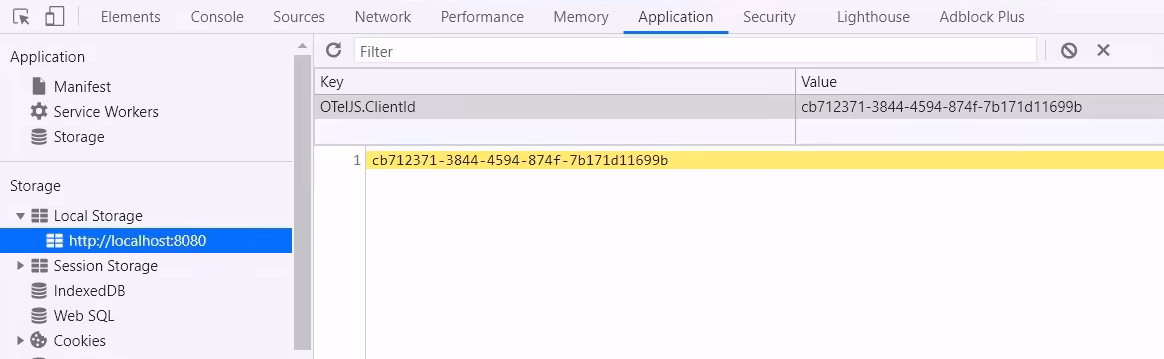 Elements Console Sources Network Performance Memory Application Security Lighthouse Adblock Plus
Application
Manifest
Service Workers
Storage
Storage
Local Storage
http://localhost:8080
Session Storage
IndexedDB
Web SQL
Cookies
Filter
Key Value
OTelJS.ClientId cb712371-3844-4594-874f-7b171d11699b
1 cb712371-3844-4594-874f-7b171d11699b